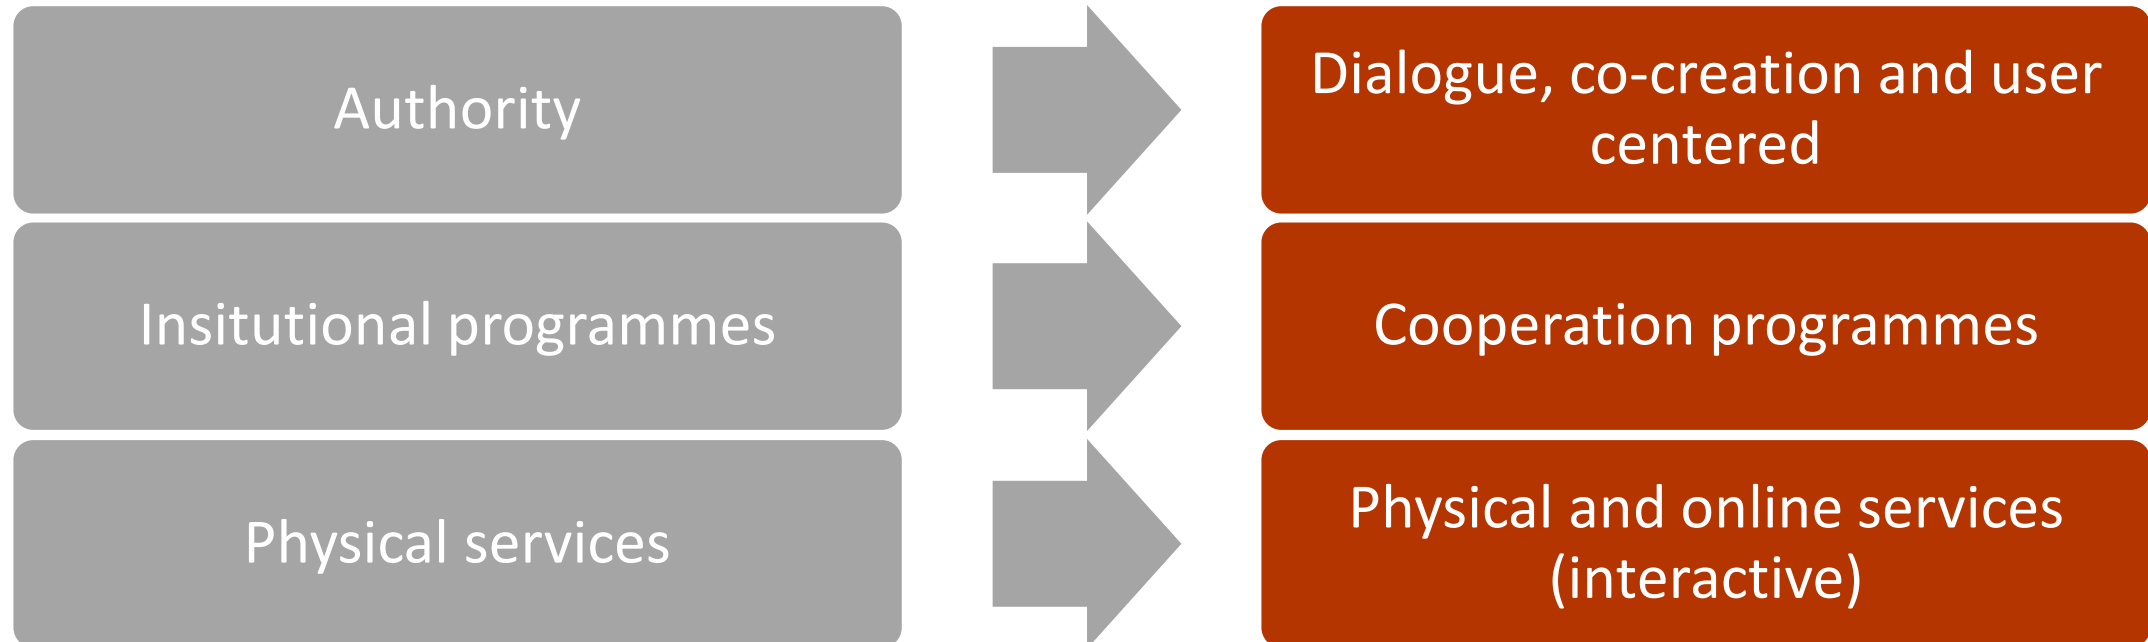 Authority
Dialogue, co-creation and user
centered
Insitutional programmes
Cooperation programmes
Physical services
Physical and online services
(interactive)